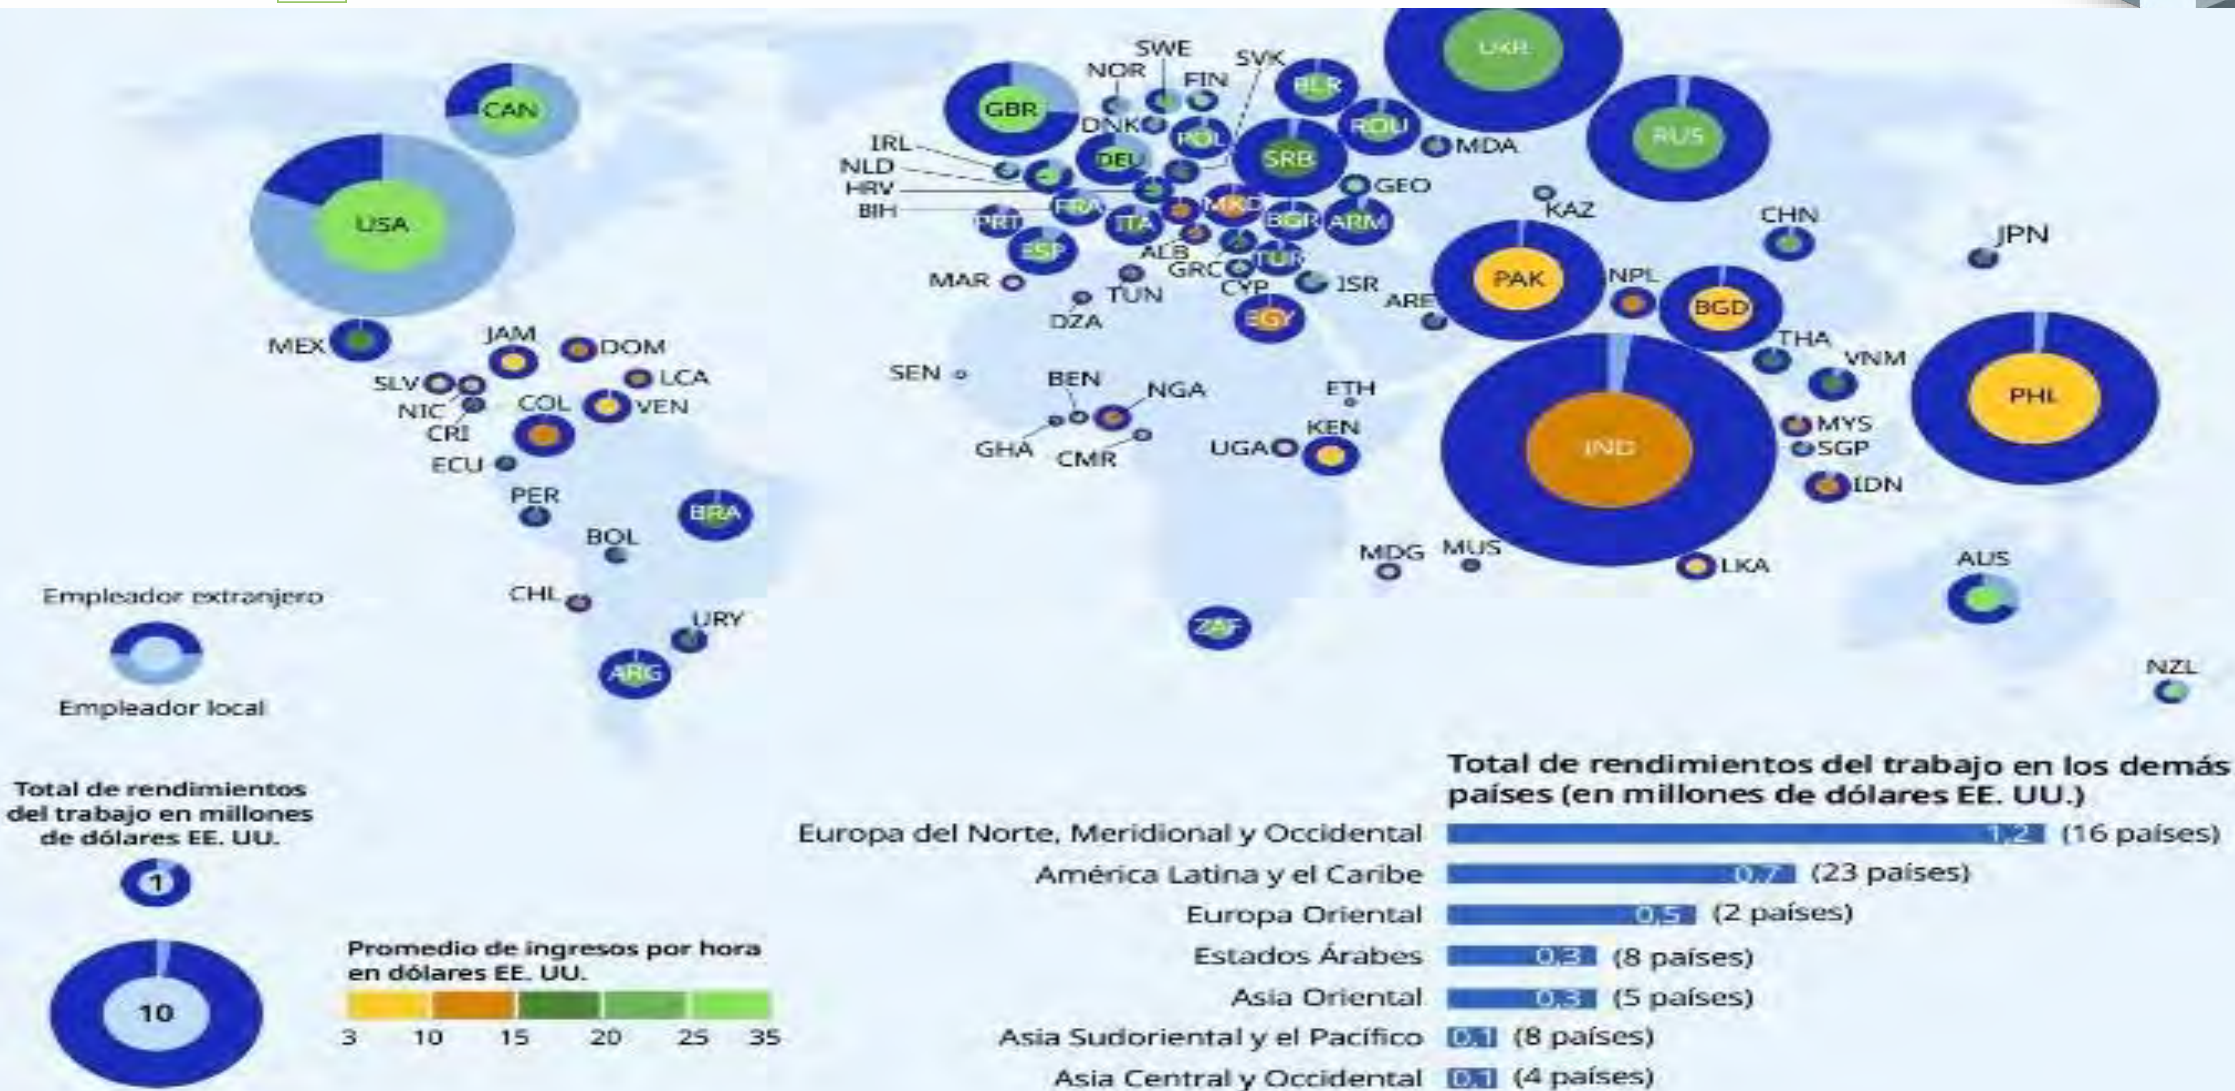 SWE
SVK
NOR
FIN
BLR
UKR
CAN
GBR
DNK
POL
ROU
RUS
IRL
MDA
NLD
DEU
SRB
HRV
GEO
BIH
FRA
MKD
KAZ
USA
PRT
ITA
BGR
ARM
CHN
JPN
ESP
ALB
GRC
TUR
MAR
TUN
CYP
ISR
ARE
PAK
NPL
BGD
DZA
EGY
THA
MEX
JAM
DOM
VNM
SLV
LCA
SEN
BEN
NGA
ETH
PHL
NIC
COL
VEN
CRI
GHA
CMR
UGA
KEN
IND
MYS
SGP
ECU
IDN
PER
BRA
BOL
MDG
MUS
LKA
AUS
CHL
URY
ZAF
ARG
NZL
Empleador extranjero
Empleador local
Total de rendimientos
del trabajo en millones
de dólares EE. UU.
1
10
Promedio de ingresos por hora
en dólares EE. UU.
3 10 15 20 25 35
Total de rendimientos del trabajo en los demás
países (en millones de dólares EE. UU.)
Europa del Norte, Meridional y Occidental 1,2 (16 países)
América Latina y el Caribe 0,7 (23 países)
Europa Oriental 0,5 (2 países)
Estados Árabes 0,3 (8 países)
Asia Oriental 0,3 (5 países)
Asia Sudoriental y el Pacífico 0,1 (8 países)
Asia Central y Occidental 0,1 (4 países)